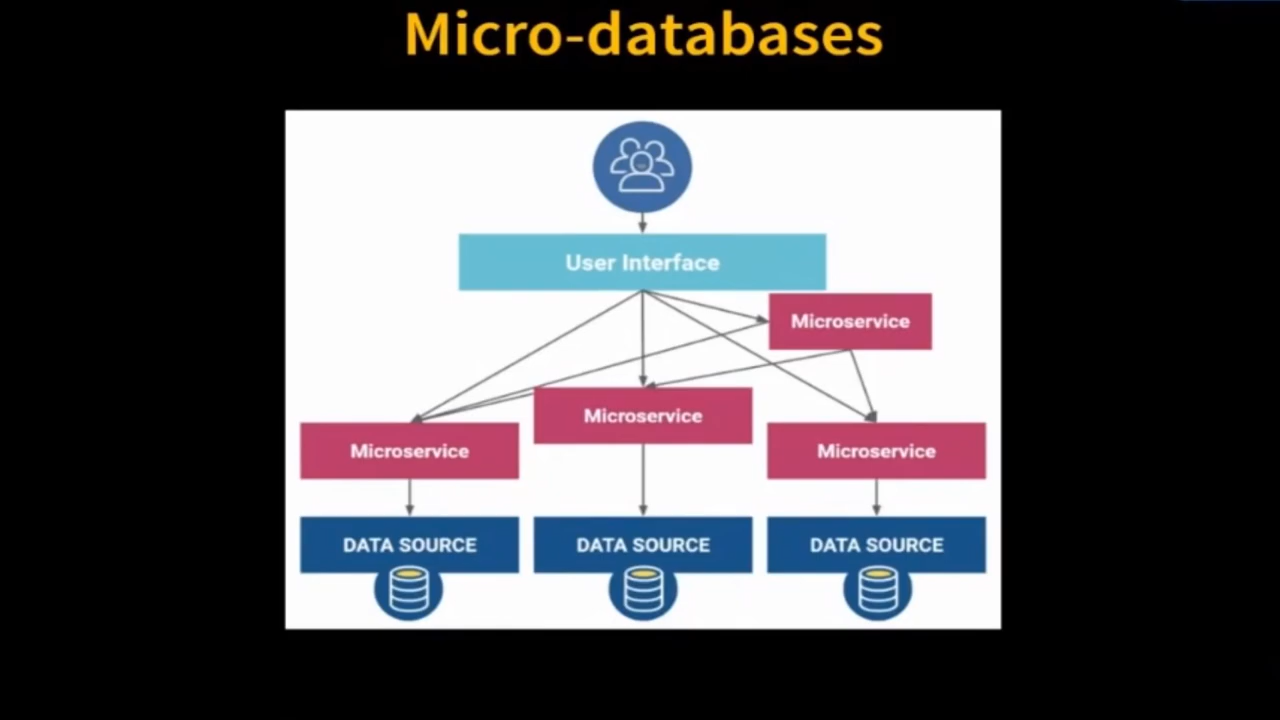 Micro-databases
User Interface
Microservice
Microservice
Microservice
Microservice
DATA SOURCE
DATA SOURCE
DATA SOURCE